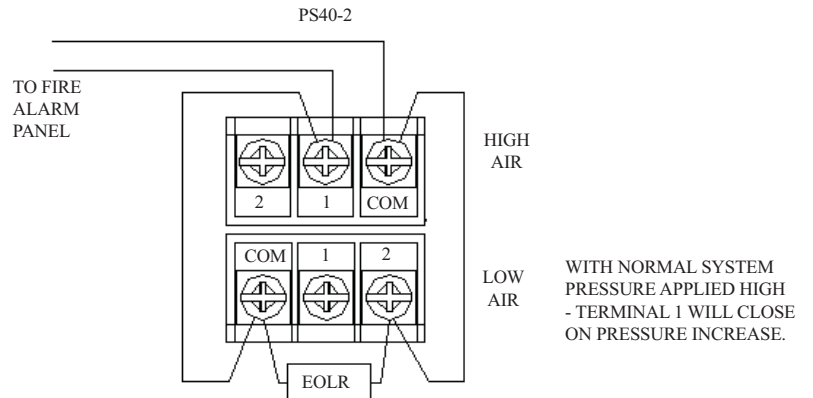 PS40-2
TO FIRE
ALARM
PANEL
HIGH
AIR
2 1 COM
COM 1 2
LOW
AIR
WITH NORMAL SYSTEM
PRESSURE APPLIED HIGH
- TERMINAL 1 WILL CLOSE
ON PRESSURE INCREASE.
EOLR